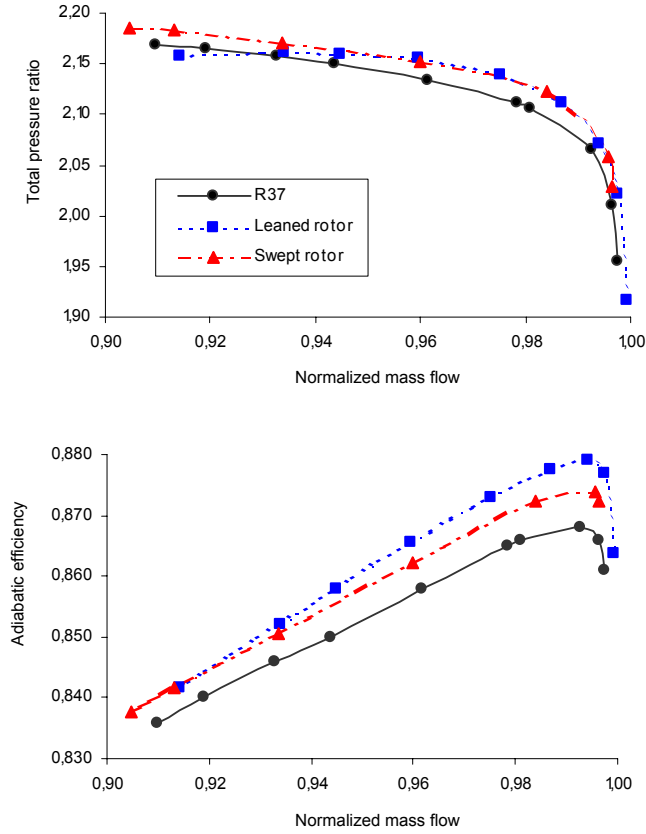 Total pressure ratio
2,20
2,15
2,10
2,05
2,00
1,95
1,90
R37
Leaned rotor
Swept rotor
0,90 0,92 0,94 0,96 0,98 1,00
Normalized mass flow
Adiabatic efficiency
0,880
0,870
0,860
0,850
0,840
0,830
0,90 0,92 0,94 0,96 0,98 1,00
Normalized mass flow